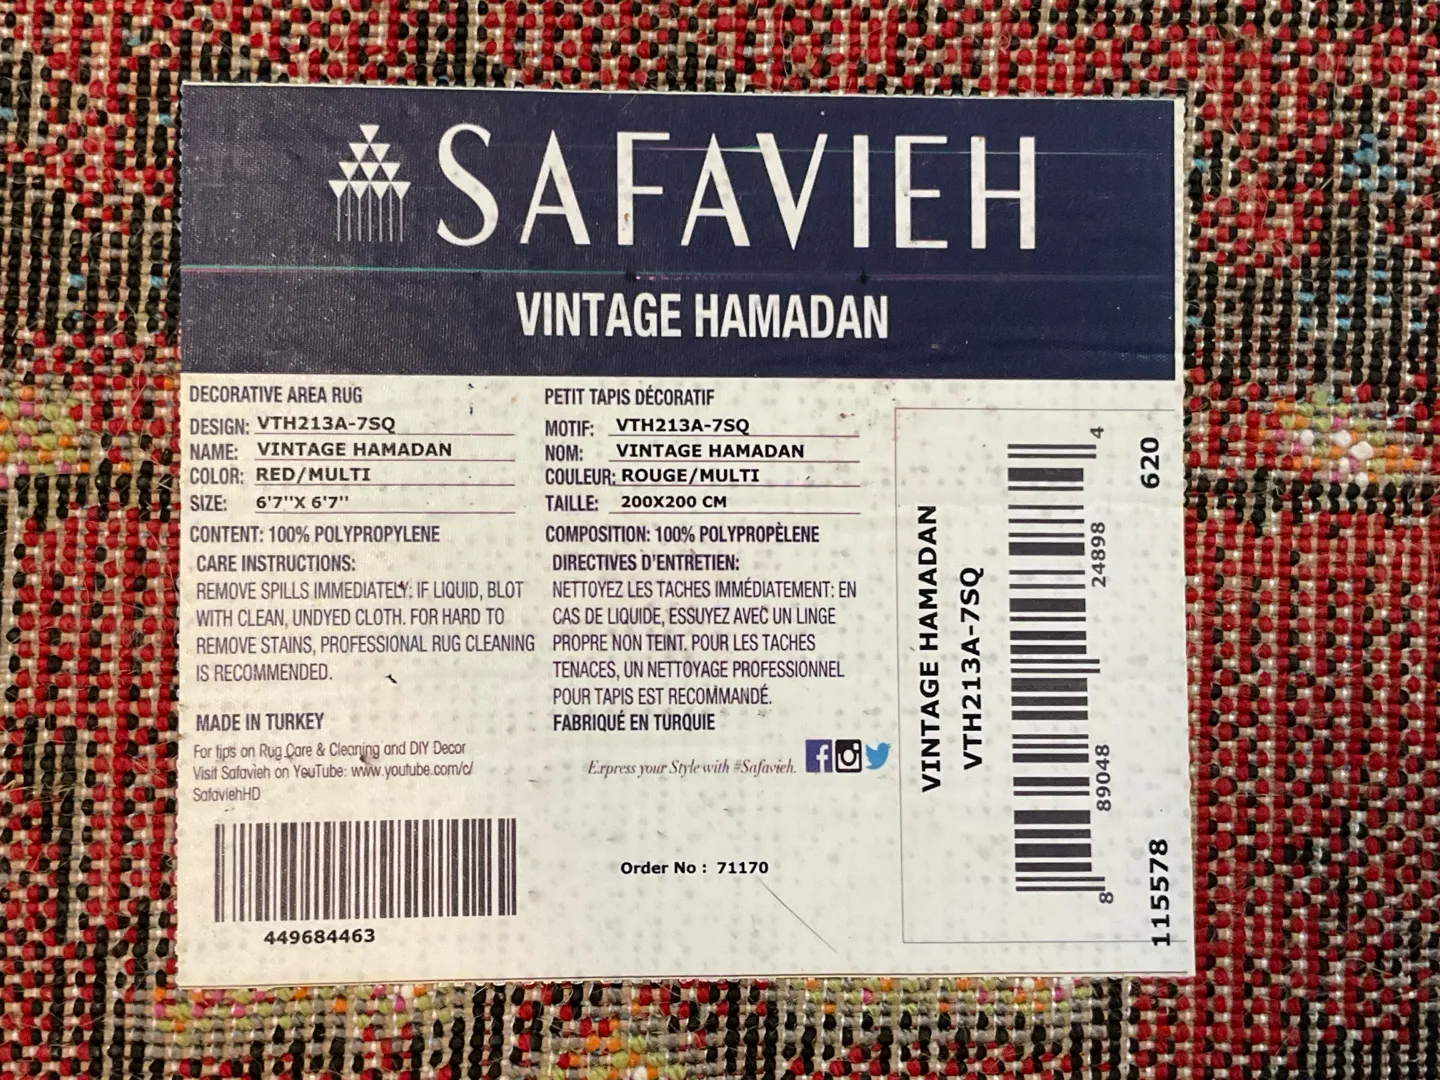 SAFAVIEH
VINTAGE HAMADAN
DECORATIVE AREA RUG
DESIGN: VTH213A-7SQ
NAME: VINTAGE HAMADAN
COLOR: RED/MULTI
SIZE: 6'7''X 6'7''
CONTENT: 100% POLYPROPYLENE
CARE INSTRUCTIONS:
REMOVE SPILLS IMMEDIATELY: IF LIQUID, BLOT
WITH CLEAN, UNDYED CLOTH. FOR HARD TO
REMOVE STAINS, PROFESSIONAL RUG CLEANING
IS RECOMMENDED.
MADE IN TURKEY
For tips on Rug Care & Cleaning and DIY Decor
Visit Safavieh on YouTube: www.youtube.com/c/
SafaviehHD
449684463
PETIT TAPIS DÉCORATIF
MOTIF: VTH213A-7SQ
NOM: VINTAGE HAMADAN
COULEUR: ROUGE/MULTI
TAILLE: 200X200 CM
COMPOSITION: 100% POLYPROPÈLENE
DIRECTIVES D'ENTRETIEN:
NETTOYEZ LES TACHES IMMÉDIATEMENT: EN
CAS DE LIQUIDE, ESSUYEZ AVEC UN LINGE
PROPRE NON TEINT. POUR LES TACHES
TENACES, UN NETTOYAGE PROFESSIONNEL
POUR TAPIS EST RECOMMANDÉ.
FABRIQUÉ EN TURQUIE
Express your Style with #Safavieh.
Order No : 71170
VINTAGE HAMADAN
VTH213A-7SQ
8 89048 24898 4
115578 620